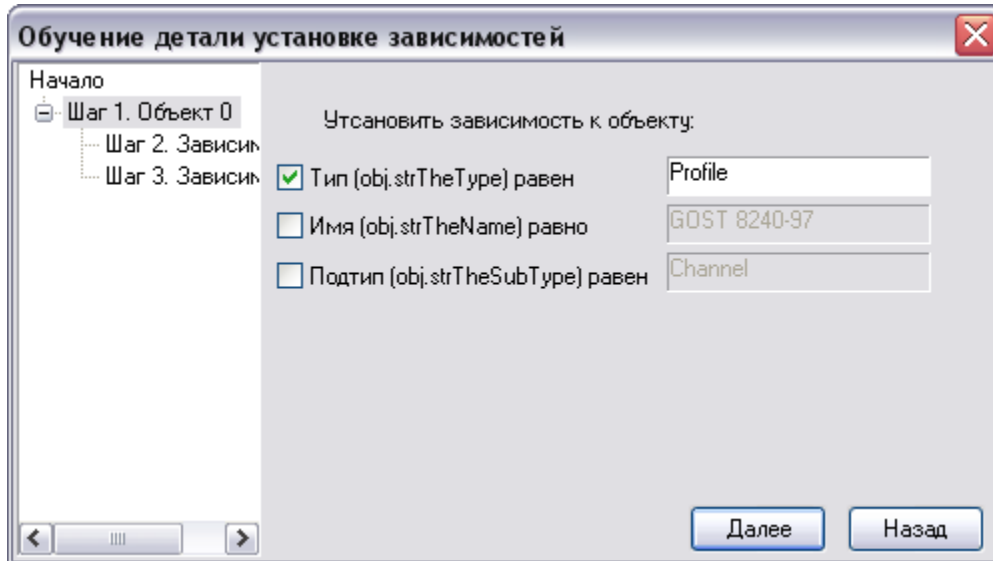 Обучение детали установке зависимостей
Начало
Шаг 1. Объект 0
Шаг 2. Зависим
Шаг 3. Зависим
Утсановить зависимость к объекту:
Тип (obj.strTheType) равен
Profile
Имя (obj.strTheName) равно
GOST 8240-97
Подтип (obj.strTheSubType) равен
Channel
Далее
Назад